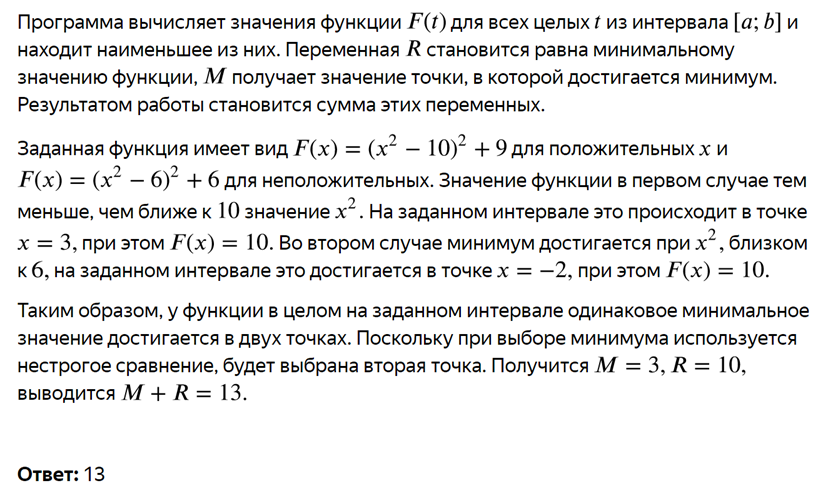 Программа вычисляет значения функции F(t) для всех целых t из интервала [a; b] и
находит наименьшее из них. Переменная R становится равна минимальному
значению функции, M получает значение точки, в которой достигается минимум.
Результатом работы становится сумма этих переменных.
Заданная функция имеет вид F(x) = (x² − 10)² + 9 для положительных x и
F(x) = (x² − 6)² + 6 для неположительных. Значение функции в первом случае тем
меньше, чем ближе к 10 значение x². На заданном интервале это происходит в точке
x = 3, при этом F(x) = 10. Во втором случае минимум достигается при x², близком
к 6, на заданном интервале это достигается в точке x = −2, при этом F(x) = 10.
Таким образом, у функции в целом на заданном интервале одинаковое минимальное
значение достигается в двух точках. Поскольку при выборе минимума используется
нестрогое сравнение, будет выбрана вторая точка. Получится M = 3, R = 10,
выводится M + R = 13.
Ответ: 13